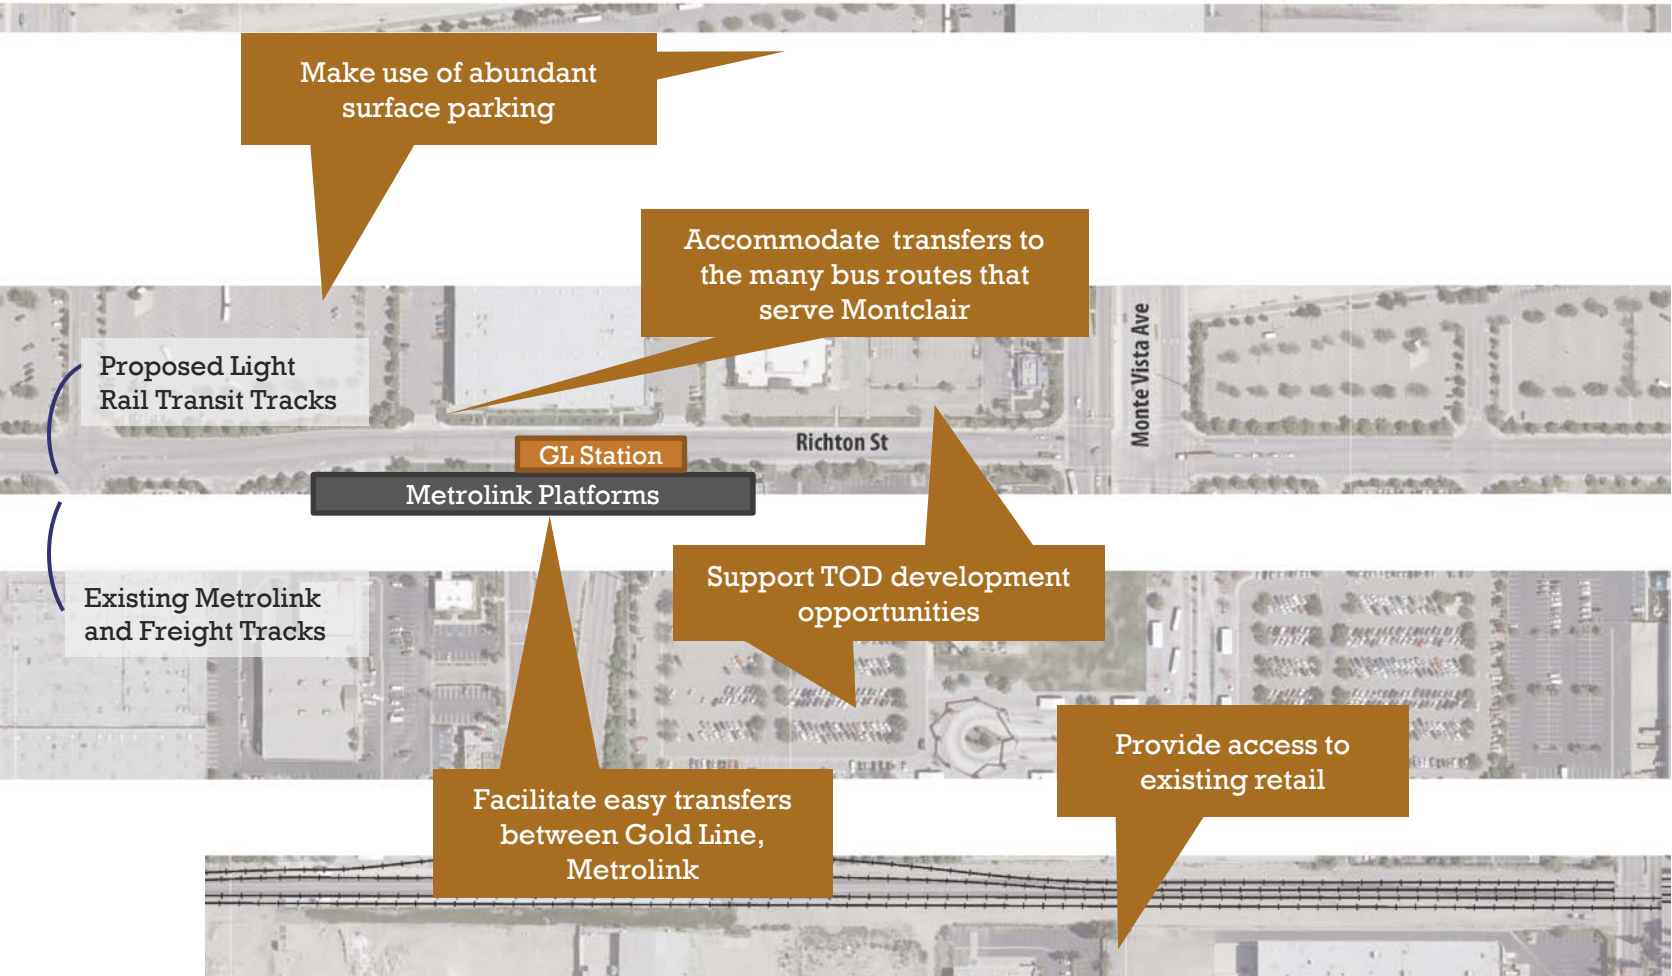 Make use of abundant
surface parking
Accommodate transfers to
the many bus routes that
serve Montclair
Monte Vista Ave
Proposed Light
Rail Transit Tracks
Richton St
GL Station
Metrolink Platforms
Support TOD development
opportunities
Existing Metrolink
and Freight Tracks
Provide access to
existing retail
Facilitate easy transfers
between Gold Line,
Metrolink